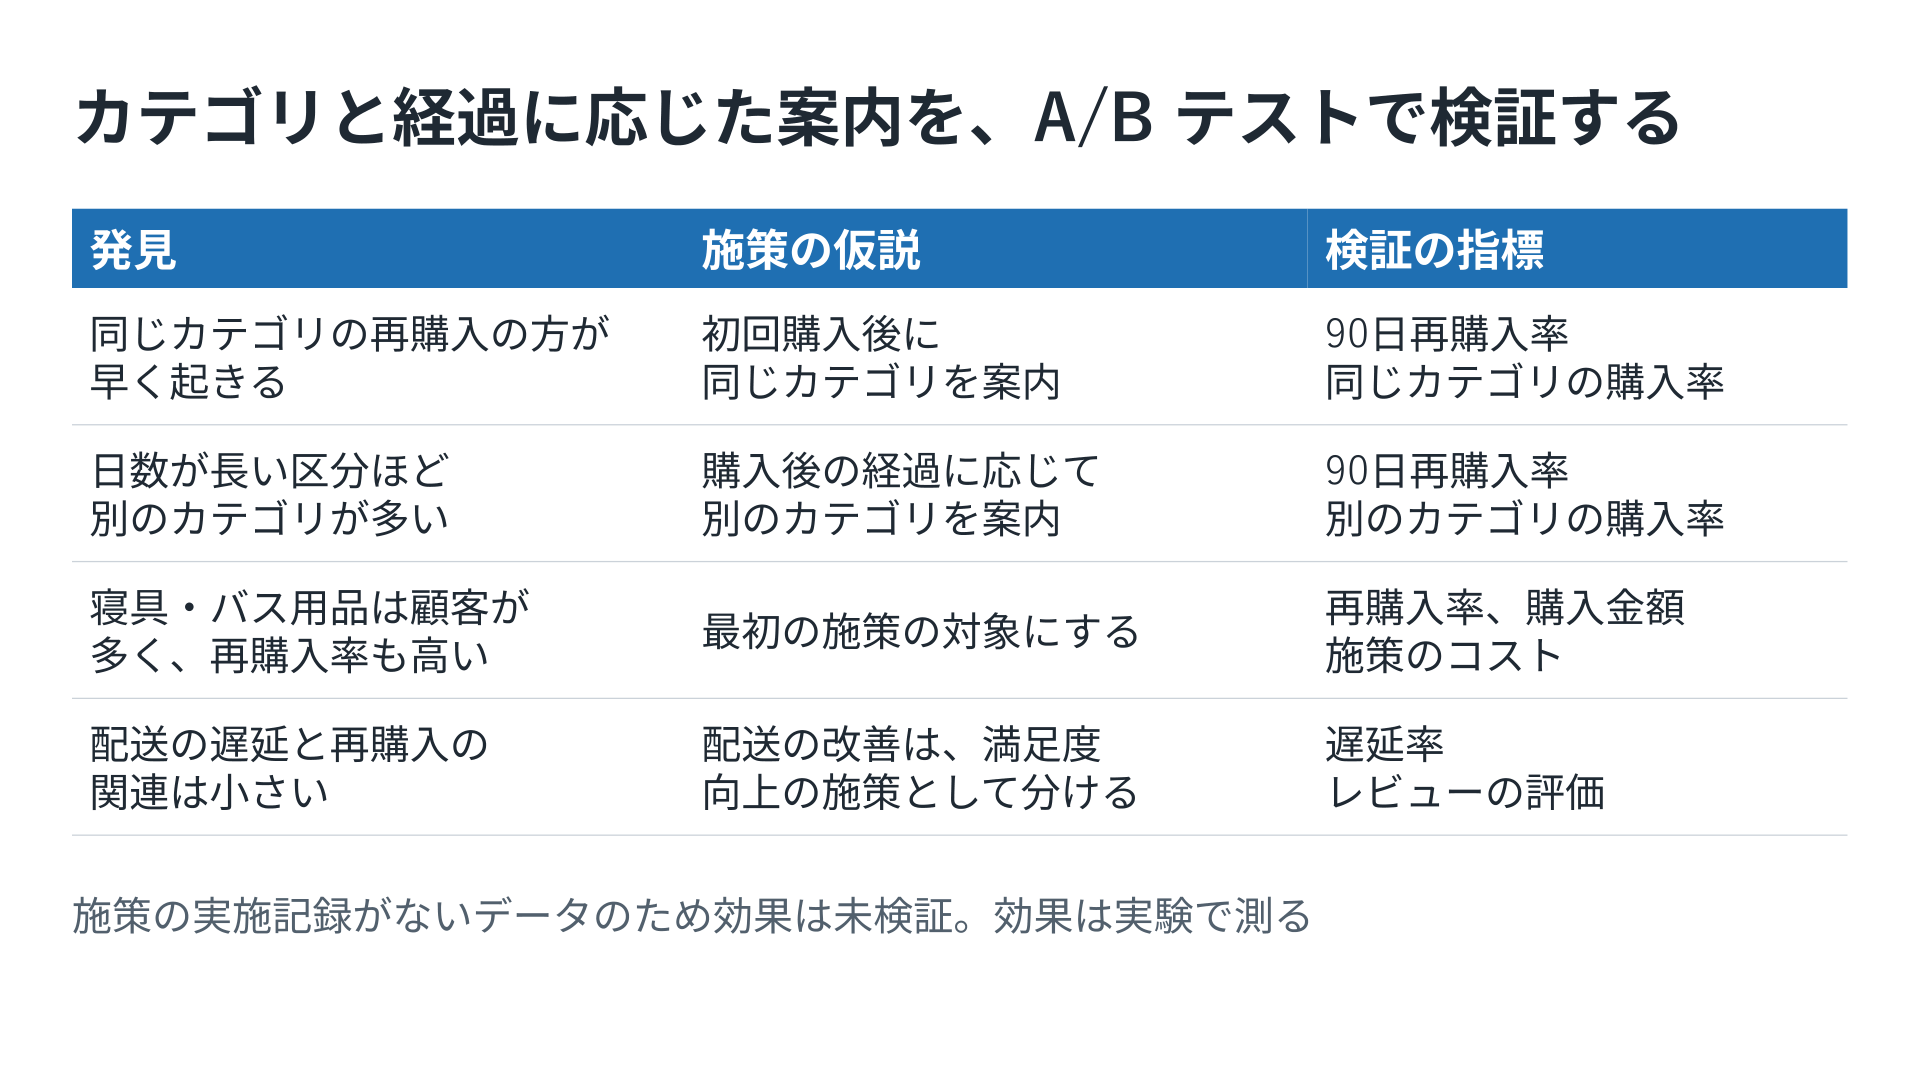 カテゴリと経過に応じた案内を、A/B テストで検証する
発見
施策の仮説
検証の指標
同じカテゴリの再購入の方が
早く起きる
初回購入後に
同じカテゴリを案内
90日再購入率
同じカテゴリの購入率
日数が長い区分ほど
別のカテゴリが多い
購入後の経過に応じて
別のカテゴリを案内
90日再購入率
別のカテゴリの購入率
寝具・バス用品は顧客が
多く、再購入率も高い
最初の施策の対象にする
再購入率、購入金額
施策のコスト
配送の遅延と再購入の
関連は小さい
配送の改善は、満足度
向上の施策として分ける
遅延率
レビューの評価
施策の実施記録がないデータのため効果は未検証。効果は実験で測る